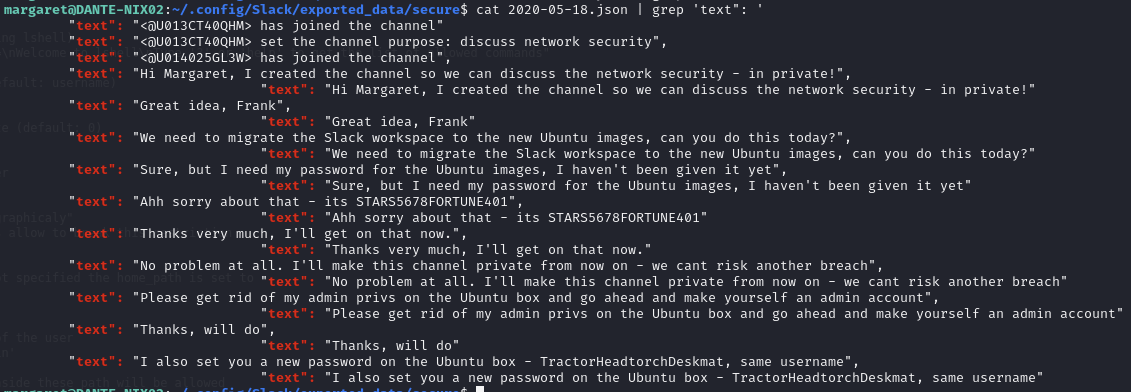 margaret@DANTE-NIX02:~/.config/Slack/exported_data/secure$ cat 2020-05-18.json | grep 'text": '
"text": "<@U013CT40QHM> has joined the channel"
"text": "<@U013CT40QHM> set the channel purpose: discuss network security",
"text": "<@U014025GL3W> has joined the channel",
"text": "Hi Margaret, I created the channel so we can discuss the network security - in private!",
"text": "Hi Margaret, I created the channel so we can discuss the network security - in private!"
"text": "Great idea, Frank",
"text": "Great idea, Frank"
"text": "We need to migrate the Slack workspace to the new Ubuntu images, can you do this today?",
"text": "We need to migrate the Slack workspace to the new Ubuntu images, can you do this today?"
"text": "Sure, but I need my password for the Ubuntu images, I haven't been given it yet",
"text": "Sure, but I need my password for the Ubuntu images, I haven't been given it yet"
"text": "Ahh sorry about that - its STARS5678FORTUNE401",
"text": "Ahh sorry about that - its STARS5678FORTUNE401"
"text": "Thanks very much, I'll get on that now.",
"text": "Thanks very much, I'll get on that now."
"text": "No problem at all. I'll make this channel private from now on - we cant risk another breach",
"text": "No problem at all. I'll make this channel private from now on - we cant risk another breach"
"text": "Please get rid of my admin privs on the Ubuntu box and go ahead and make yourself an admin account",
"text": "Please get rid of my admin privs on the Ubuntu box and go ahead and make yourself an admin account"
"text": "Thanks, will do",
"text": "Thanks, will do"
"text": "I also set you a new password on the Ubuntu box - TractorHeadtorchDeskmat, same username",
"text": "I also set you a new password on the Ubuntu box - TractorHeadtorchDeskmat, same username"
margaret@DANTE-NIX02:~/.config/Slack/exported_data/secure$